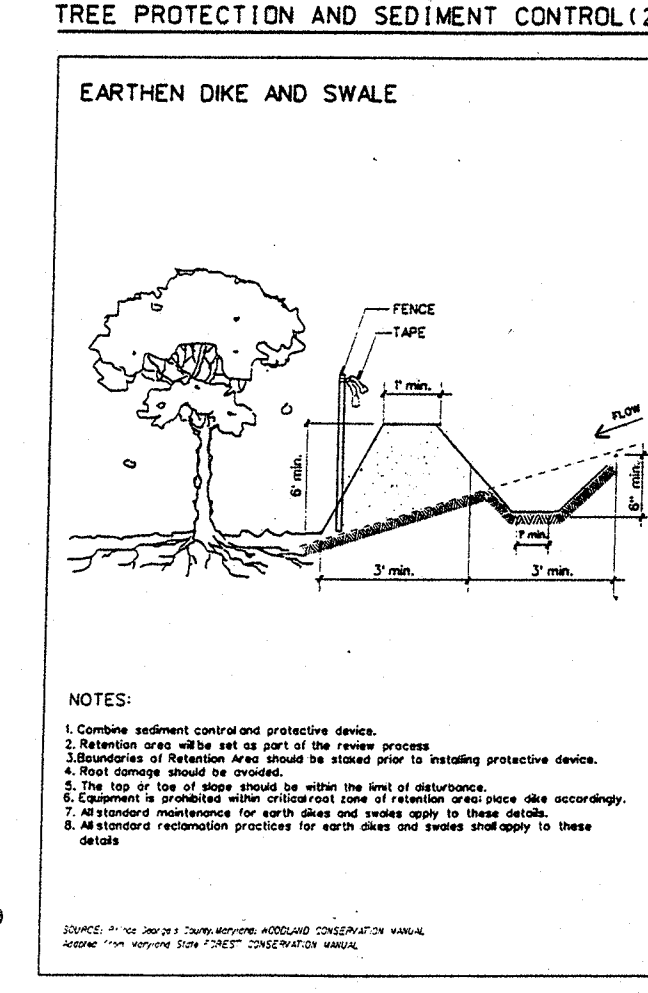 TREE PROTECTION AND SEDIMENT CONTROL(2
EARTHEN DIKE AND SWALE
FENCE
TAPE
1' min.
FLOW
6' min.
6" min.
1' min.
3' min.
3' min.
NOTES:
1. Combine sediment control and protective device.
2. Retention area will be set as part of the review process
3.Boundaries of Retention Area should be staked prior to installing protective device.
4. Root damage should be avoided.
5. The top or toe of slope should be within the limit of disturbance.
6. Equipment is prohibited within critical root zone of retention area; place dike accordingly.
7. All standard maintenance for earth dikes and swales apply to these details.
8. All standard reclamation practices for earth dikes and swales shall apply to these
details
SOURCE: Prince George's County, Maryland: WOODLAND CONSERVATION MANUAL
Adapted from Maryland State FOREST CONSERVATION MANUAL